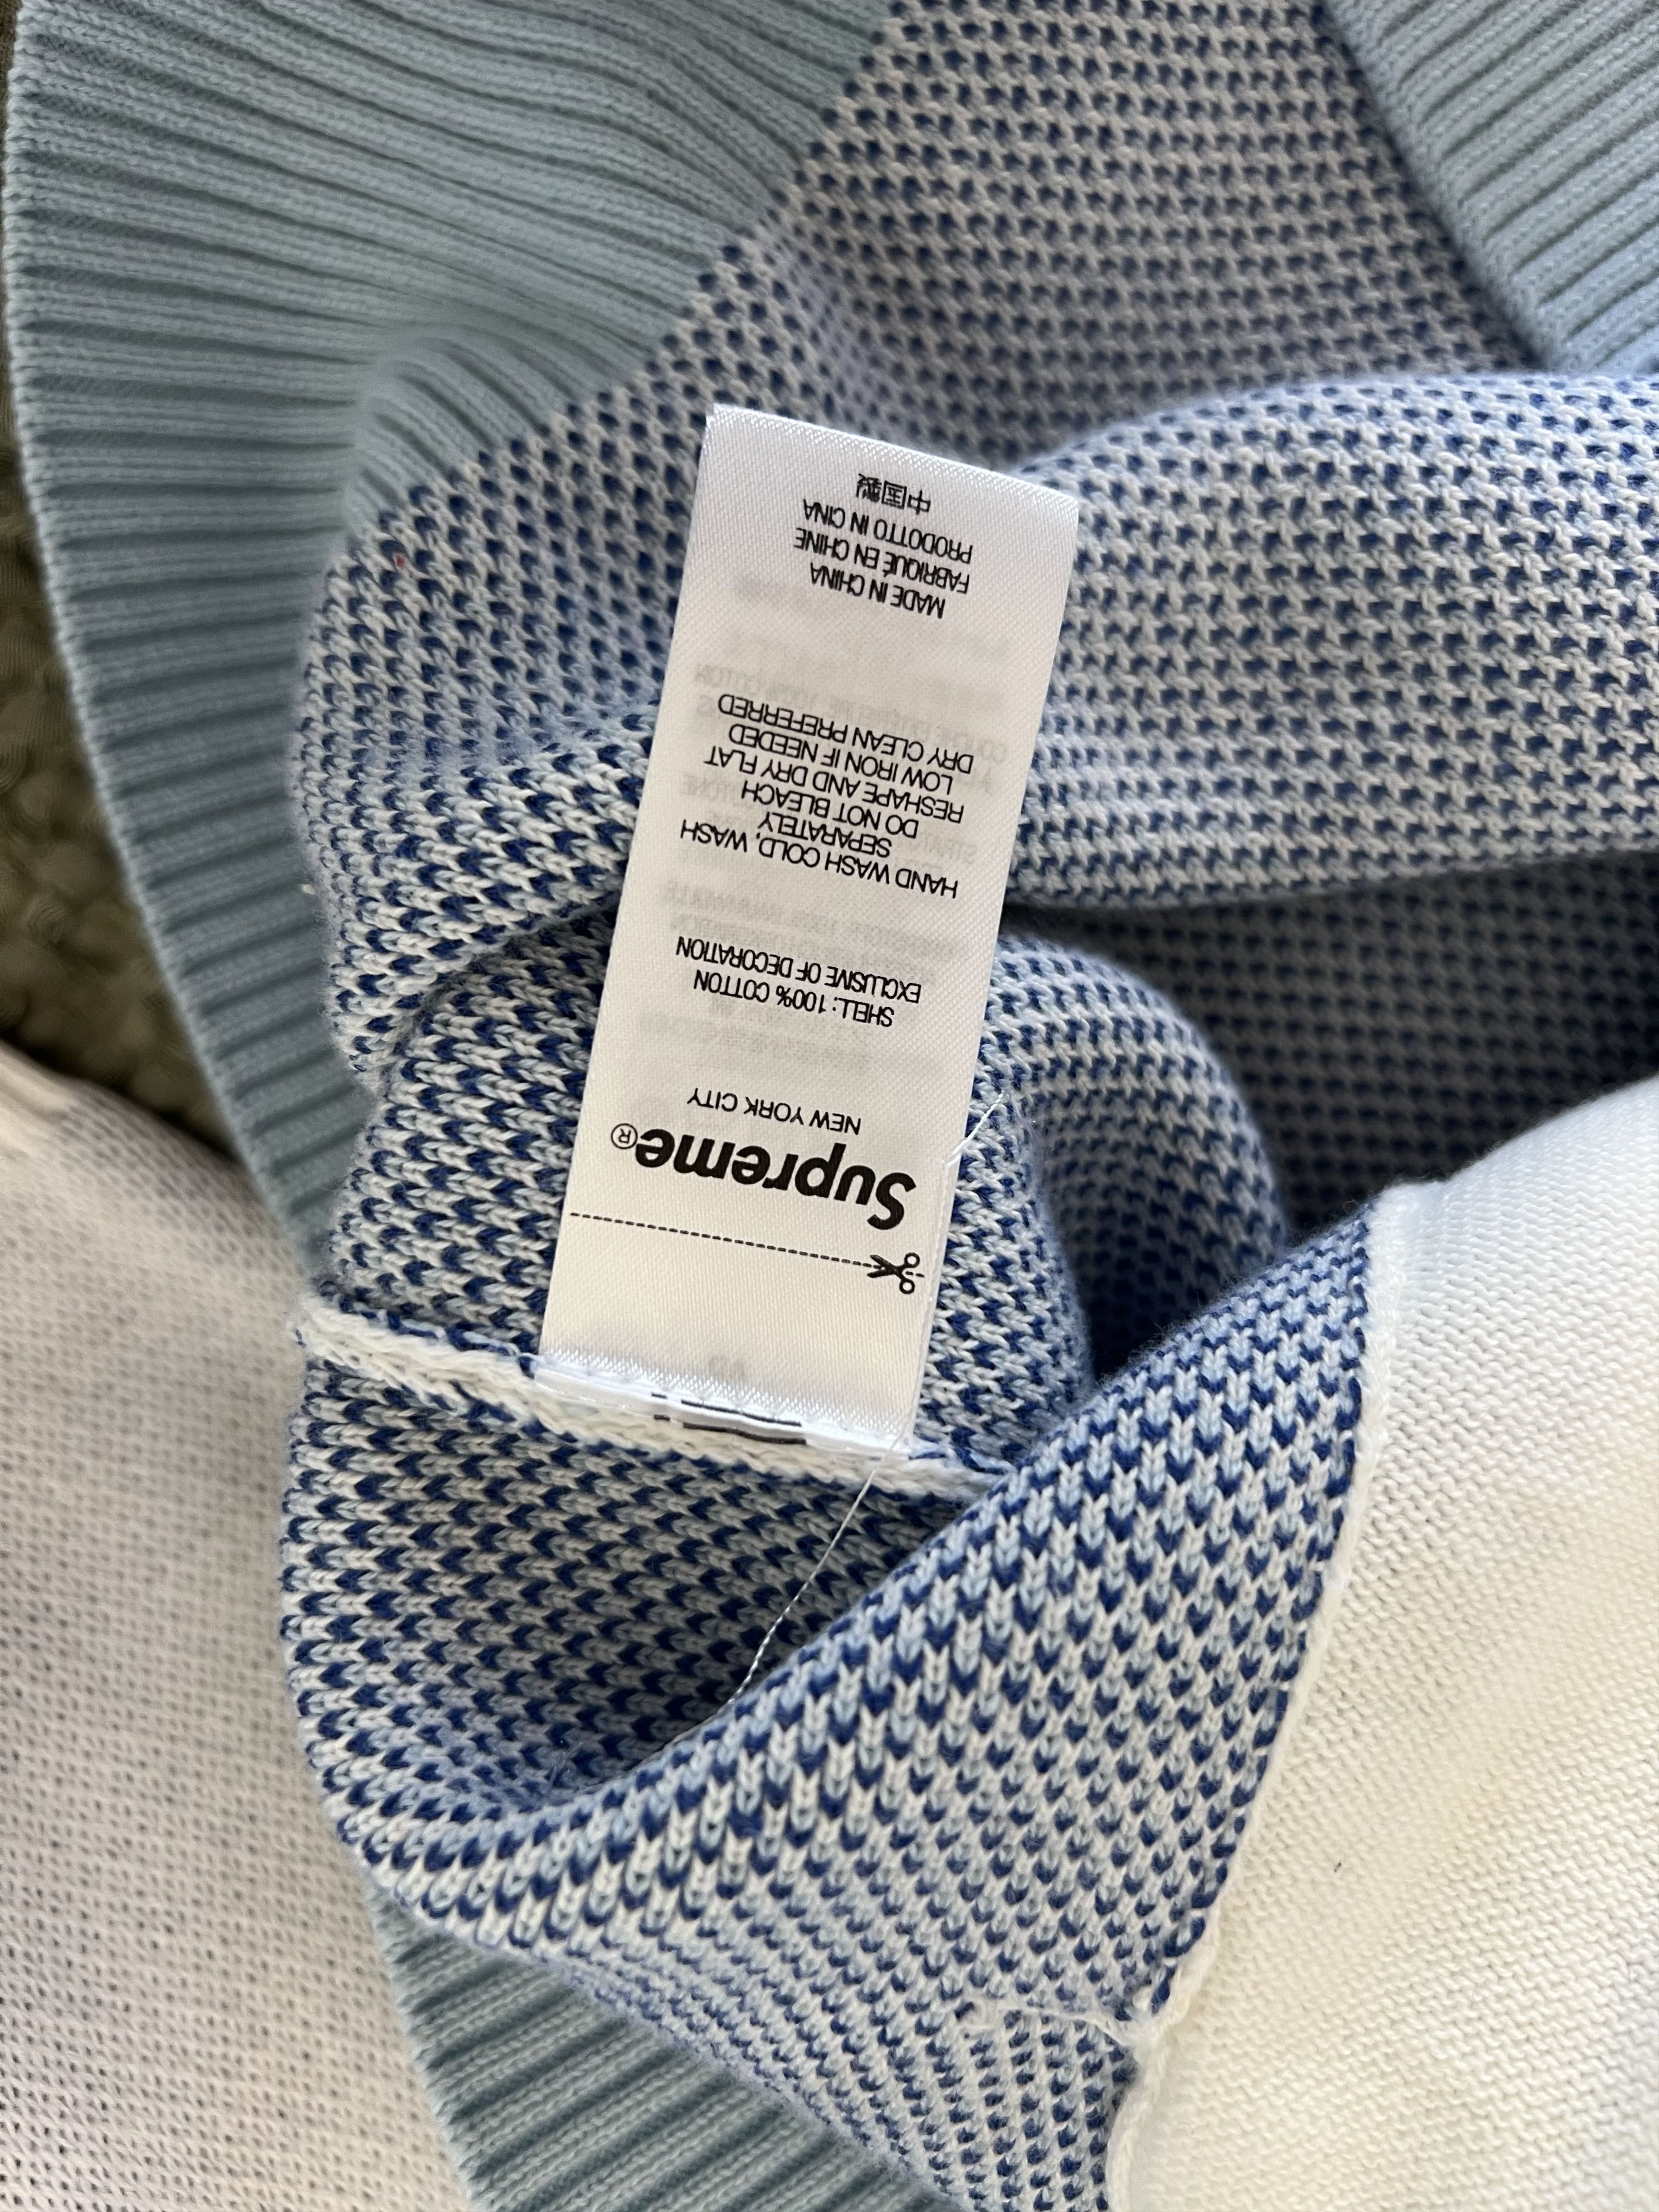 Supreme®
NEW YORK CITY
SHELL: 100% COTTON
EXCLUSIVE OF DECORATION
HAND WASH COLD, WASH
SEPARATELY
DO NOT BLEACH
RESHAPE AND DRY FLAT
LOW IRON IF NEEDED
DRY CLEAN PREFERRED
MADE IN CHINA
FABRIQUÉ EN CHINE
PRODOTTO IN CINA
中国製